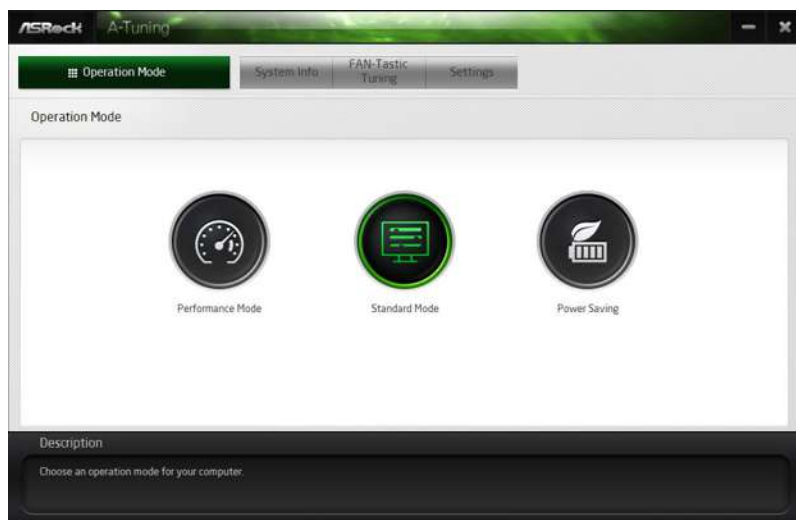 ASRock A-Tuning
Operation Mode System Info FAN-Tastic Tuning Settings
Operation Mode
Performance Mode Standard Mode Power Saving
Description
Choose an operation mode for your computer.